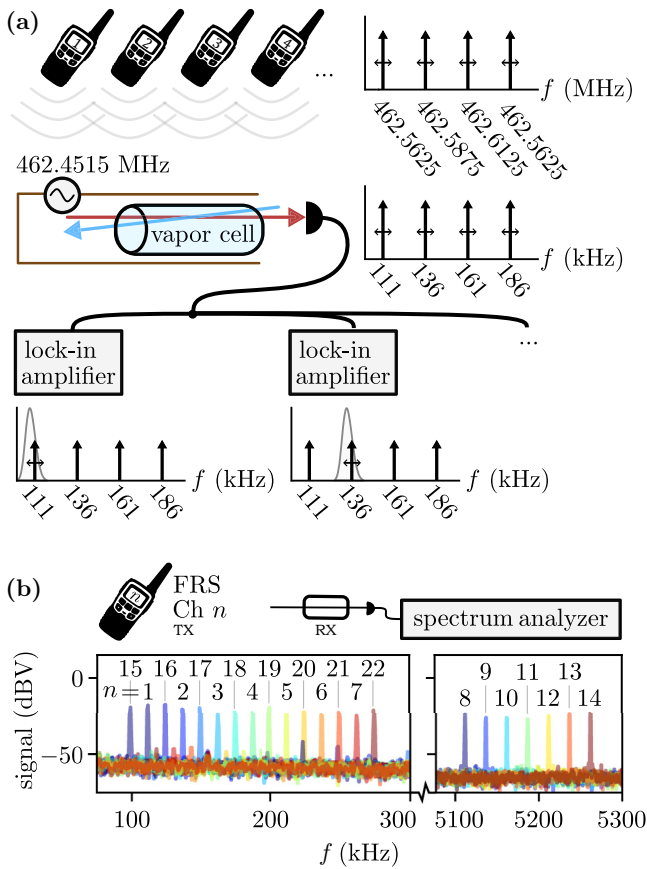 (a)
1 2 3 4 ...
f (MHz)
462.5625 462.5875 462.6125 462.5625
462.4515 MHz
vapor cell
f (kHz)
111 136 161 186
lock-in amplifier
lock-in amplifier
...
f (kHz)
111 136 161 186
f (kHz)
111 136 161 186
(b)
n
FRS
Ch n
TX
RX
spectrum analyzer
signal (dBV)
0
−50
15 16 17 18 19 20 21 22
n = 1 2 3 4 5 6 7
9 11 13
8 10 12 14
100 200 300 5100 5200 5300
f (kHz)